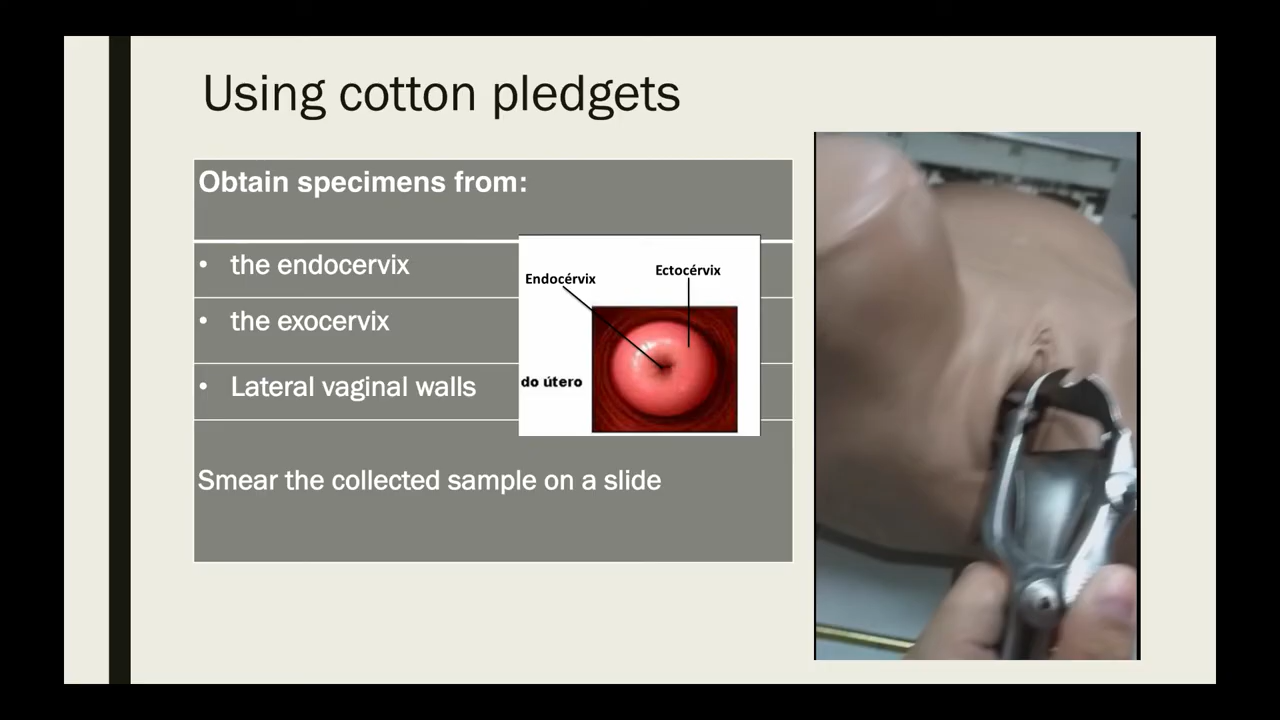 Using cotton pledgets
Obtain specimens from:
• the endocervix
• the exocervix
• Lateral vaginal walls
Endocérvix
Ectocérvix
do útero
Smear the collected sample on a slide